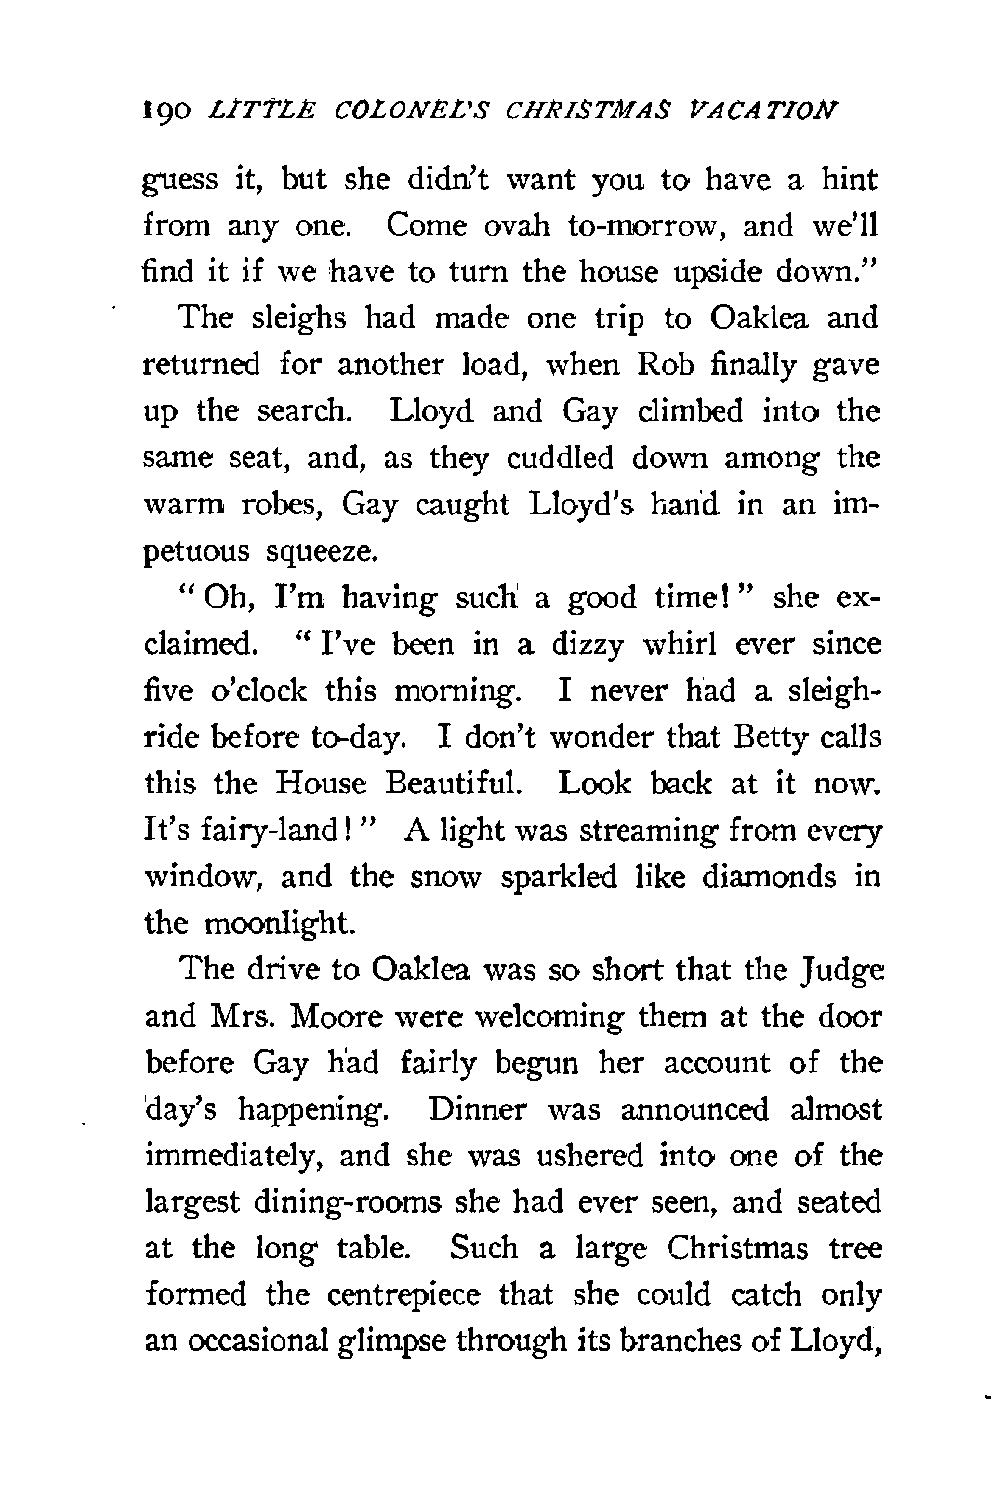 190 LITTLE COLONEL'S CHRISTMAS VACATION
guess it, but she didn't want you to have a hint
from any one. Come ovah to-morrow, and we'll
find it if we have to turn the house upside down."
The sleighs had made one trip to Oaklea and
returned for another load, when Rob finally gave
up the search. Lloyd and Gay climbed into the
same seat, and, as they cuddled down among the
warm robes, Gay caught Lloyd's hand in an im-
petuous squeeze.
"Oh, I'm having such a good time!" she ex-
claimed. "I've been in a dizzy whirl ever since
five o'clock this morning. I never had a sleigh-
ride before to-day. I don't wonder that Betty calls
this the House Beautiful. Look back at it now.
It's fairy-land!" A light was streaming from every
window, and the snow sparkled like diamonds in
the moonlight.
The drive to Oaklea was so short that the Judge
and Mrs. Moore were welcoming them at the door
before Gay had fairly begun her account of the
day's happening. Dinner was announced almost
immediately, and she was ushered into one of the
largest dining-rooms she had ever seen, and seated
at the long table. Such a large Christmas tree
formed the centrepiece that she could catch only
an occasional glimpse through its branches of Lloyd,